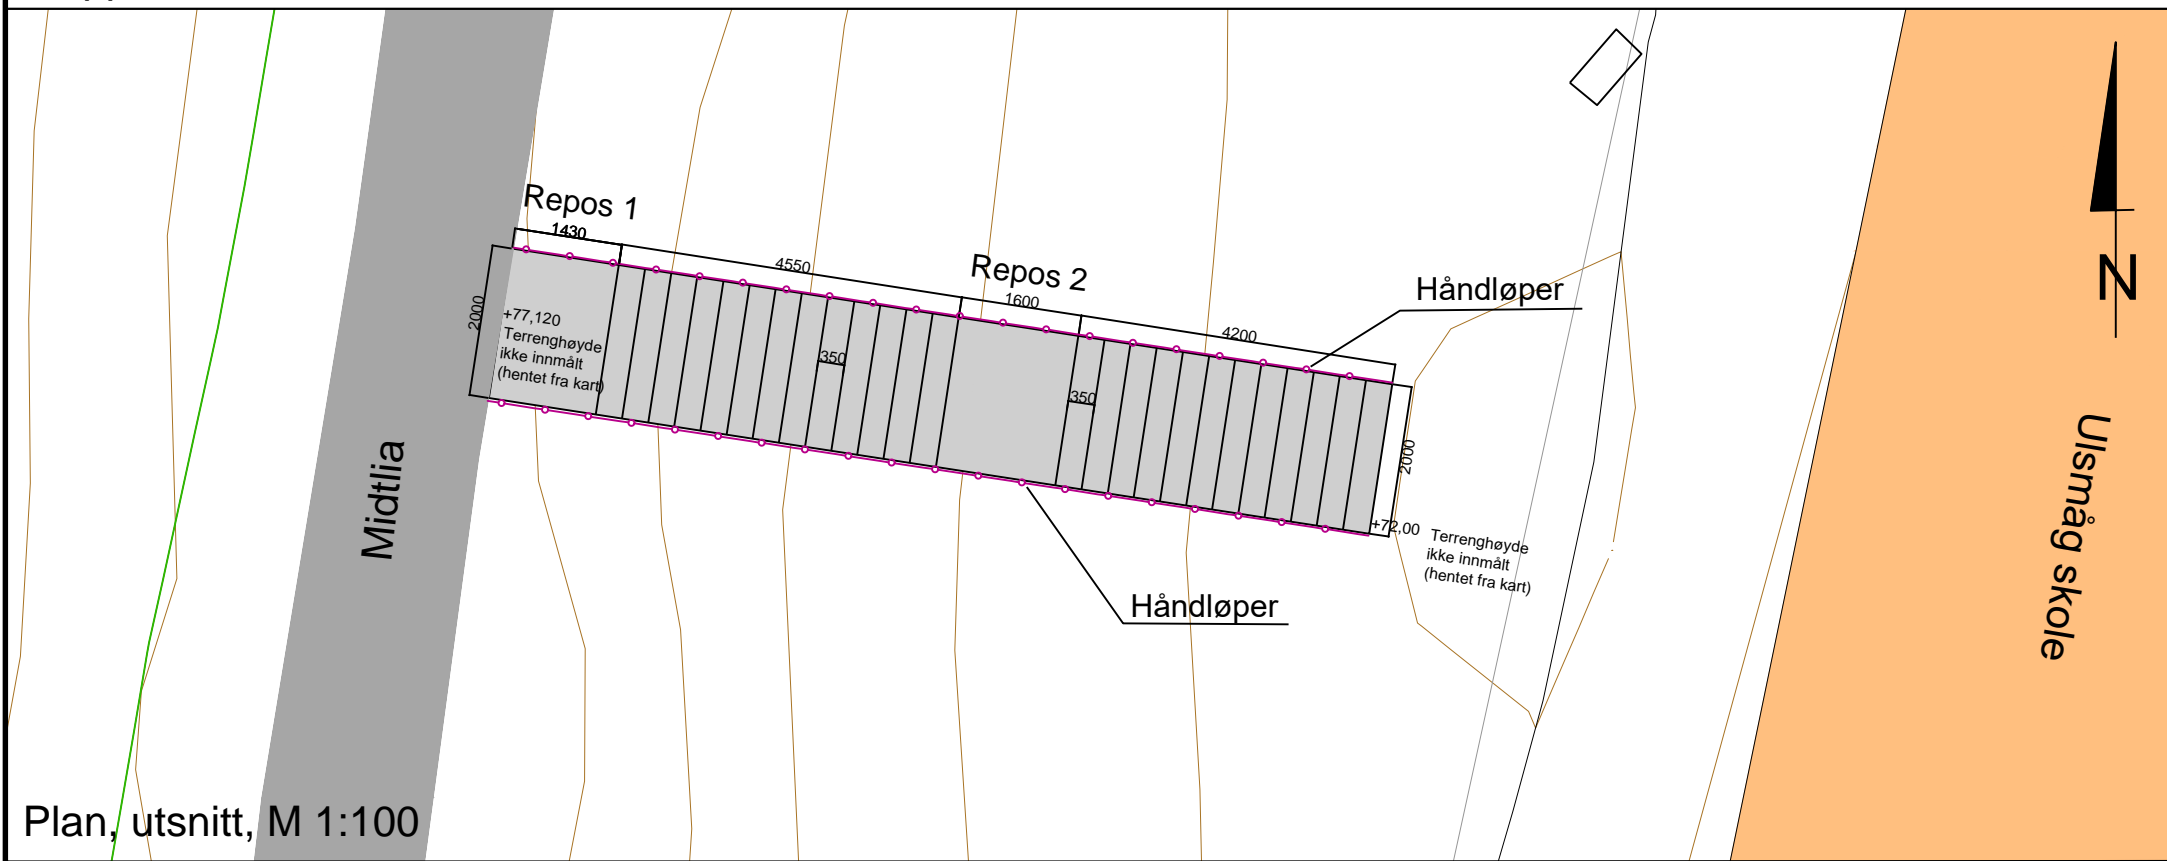 Repos 1
1430
4550
Repos 2
1600
4200
Håndløper
N
2000
+77,120
Terrenghøyde
ikke innmålt
(hentet fra kart)
350
350
2000
Midtlia
Ulsmåg skole
+72,00
Terrenghøyde
ikke innmålt
(hentet fra kart)
Håndløper
Plan, utsnitt, M 1:100